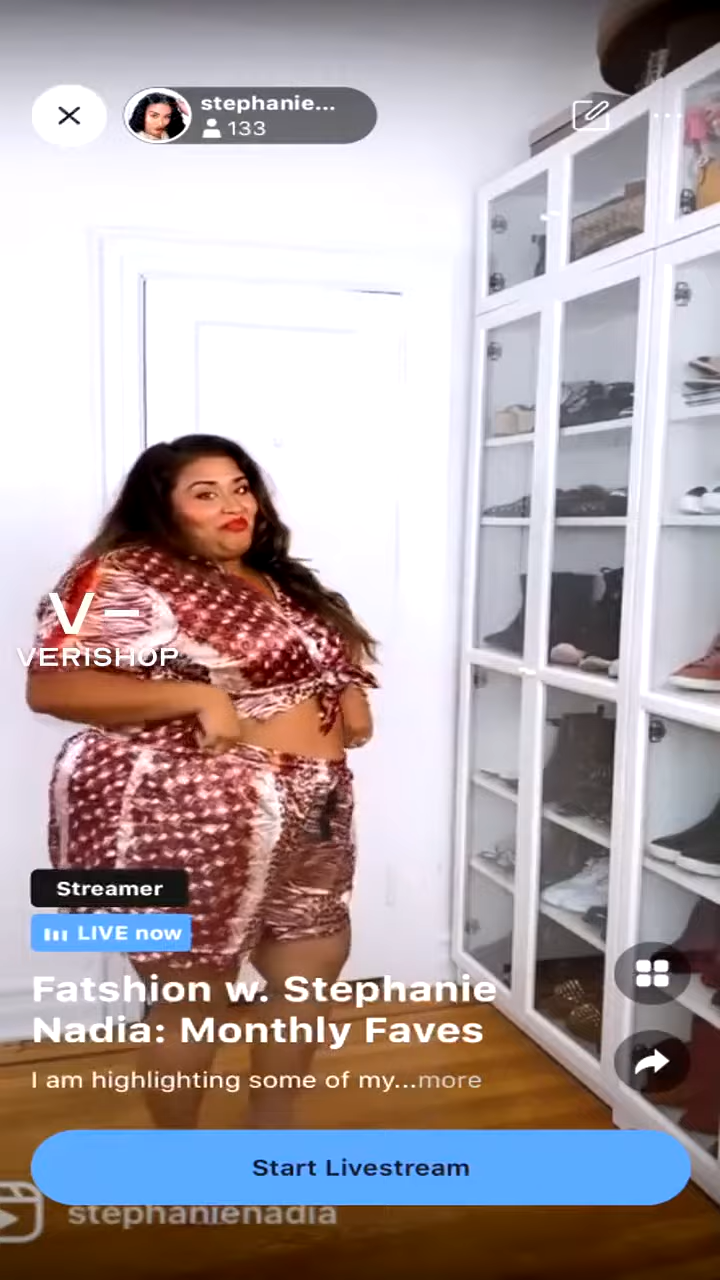 stephanie...
133
V–
VERISHOP
Streamer
LIVE now
Fatshion w. Stephanie
Nadia: Monthly Faves
I am highlighting some of my...more
Start Livestream
stephanienadia